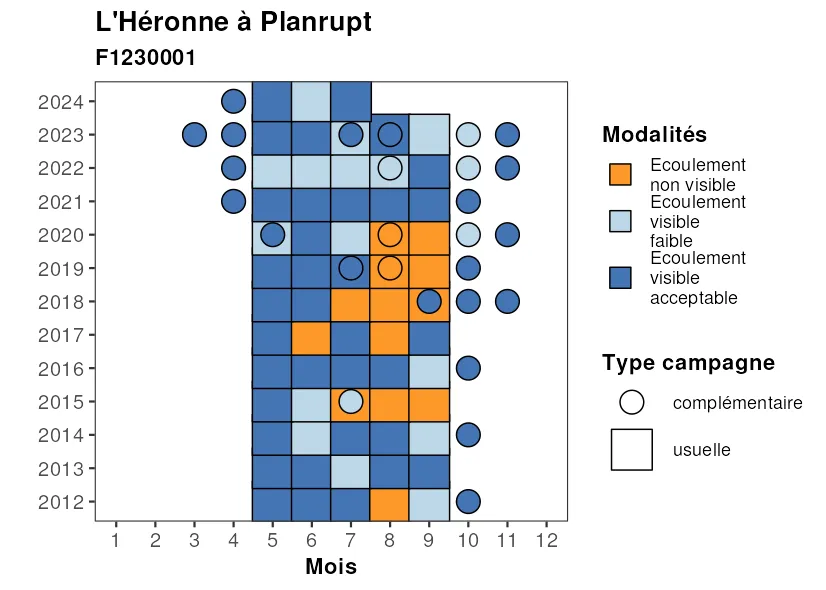 L'Héronne à Planrupt
F1230001
2024
2023
2022
2021
2020
2019
2018
2017
2016
2015
2014
2013
2012
1 2 3 4 5 6 7 8 9 10 11 12
Mois
Modalités
Ecoulement
non visible
Ecoulement
visible
faible
Ecoulement
visible
acceptable
Type campagne
complémentaire
usuelle